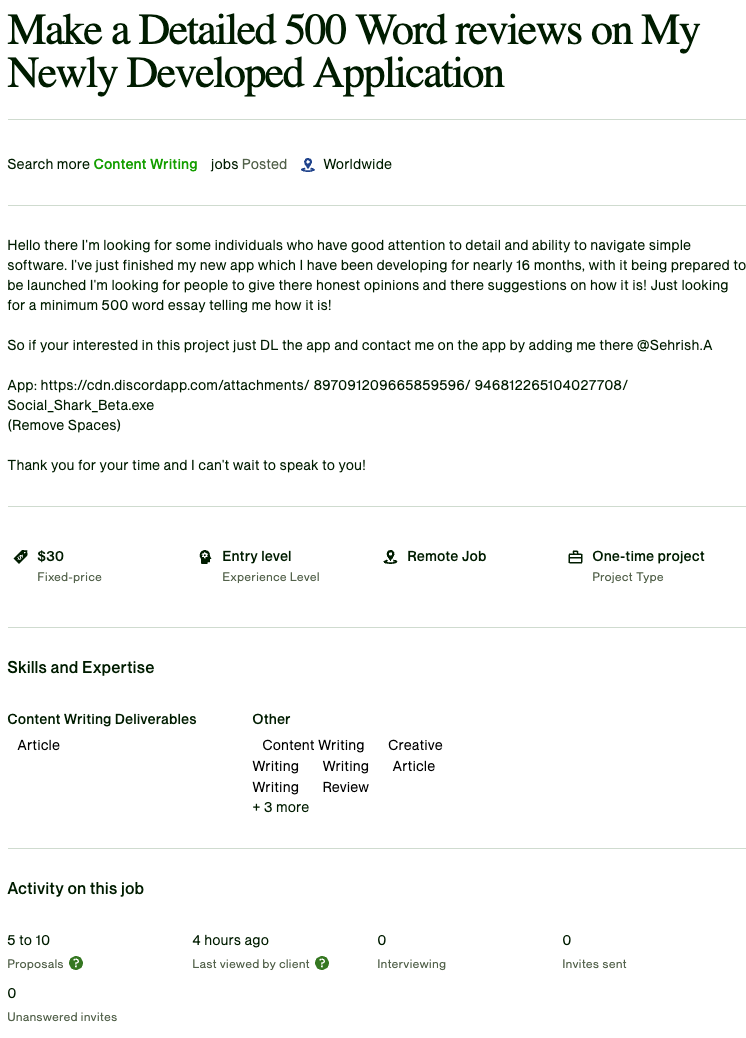 Make a Detailed 500 Word reviews on My
Newly Developed Application
Search more Content Writing jobs Posted Worldwide
Hello there I'm looking for some individuals who have good attention to detail and ability to navigate simple
software. I've just finished my new app which I have been developing for nearly 16 months, with it being prepared to
be launched I'm looking for people to give there honest opinions and there suggestions on how it is! Just looking
for a minimum 500 word essay telling me how it is!
So if your interested in this project just DL the app and contact me on the app by adding me there @Sehrish.A
App: https://cdn.discordapp.com/attachments/ 897091209665859596/ 946812265104027708/
Social_Shark_Beta.exe
(Remove Spaces)
Thank you for your time and I can't wait to speak to you!
$30 Entry level Remote Job One-time project
Fixed-price Experience Level Project Type
Skills and Expertise
Content Writing Deliverables Other
Article Content Writing Creative
Writing Writing Article
Writing Review
+ 3 more
Activity on this job
5 to 10 4 hours ago 0 0
Proposals ? Last viewed by client ? Interviewing Invites sent
0
Unanswered invites